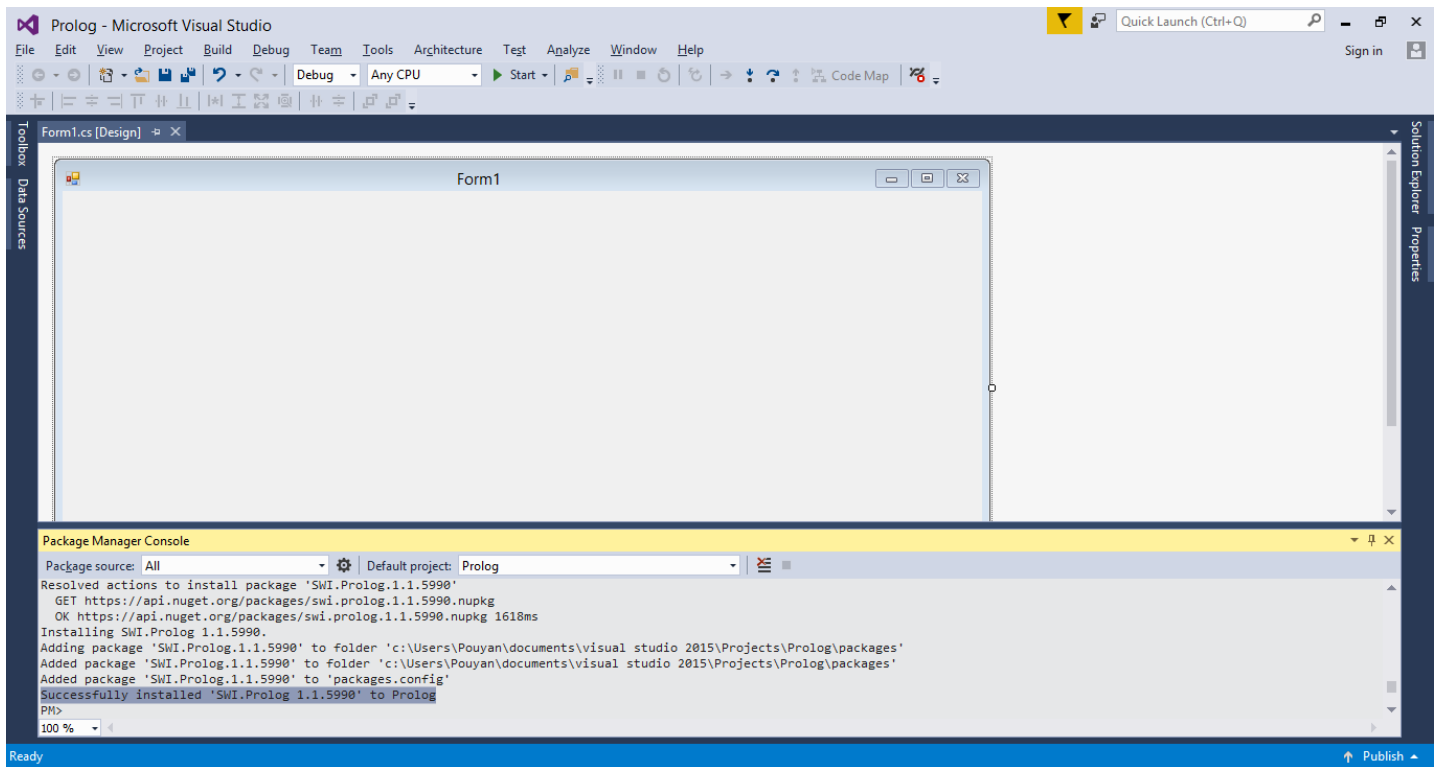 Prolog - Microsoft Visual Studio
Quick Launch (Ctrl+Q)
File Edit View Project Build Debug Team Tools Architecture Test Analyze Window Help
Sign in
Debug Any CPU Start Code Map
Toolbox
Data Sources
Form1.cs [Design]
Form1
Solution Explorer
Properties
Package Manager Console
Package source: All Default project: Prolog
Resolved actions to install package 'SWI.Prolog.1.1.5990'
GET https://api.nuget.org/packages/swi.prolog.1.1.5990.nupkg
OK https://api.nuget.org/packages/swi.prolog.1.1.5990.nupkg 1618ms
Installing SWI.Prolog 1.1.5990.
Adding package 'SWI.Prolog.1.1.5990' to folder 'c:\Users\Pouyan\documents\visual studio 2015\Projects\Prolog\packages'
Added package 'SWI.Prolog.1.1.5990' to folder 'c:\Users\Pouyan\documents\visual studio 2015\Projects\Prolog\packages'
Added package 'SWI.Prolog.1.1.5990' to 'packages.config'
Successfully installed 'SWI.Prolog 1.1.5990' to Prolog
PM>
100 %
Ready
Publish